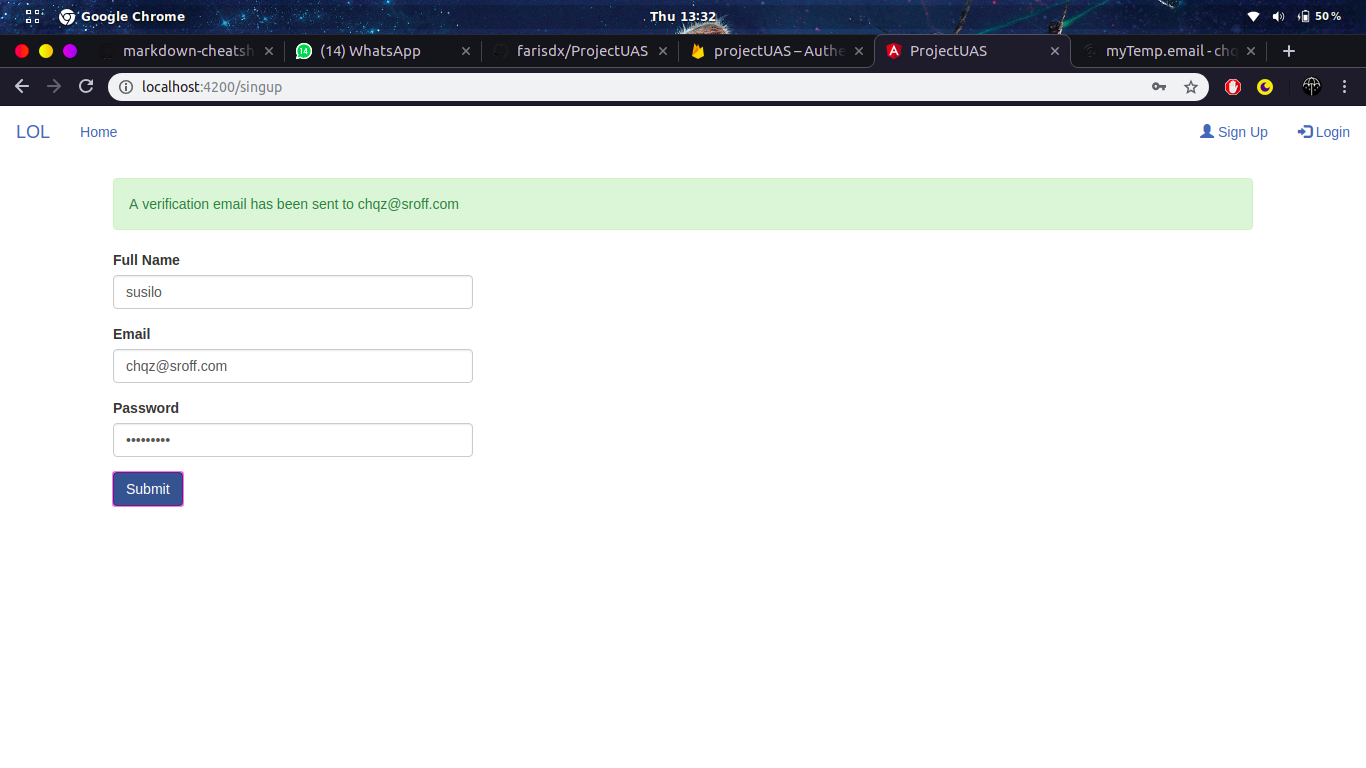 Google Chrome
Thu 13:32
50 %
markdown-cheatsh
14
(14) WhatsApp
farisdx/ProjectUAS
projectUAS – Authe
A
ProjectUAS
myTemp.email - chq
localhost:4200/singup
LOL
Home
Sign Up
Login
A verification email has been sent to chqz@sroff.com
Full Name
susilo
Email
chqz@sroff.com
Password
•••••••••
Submit